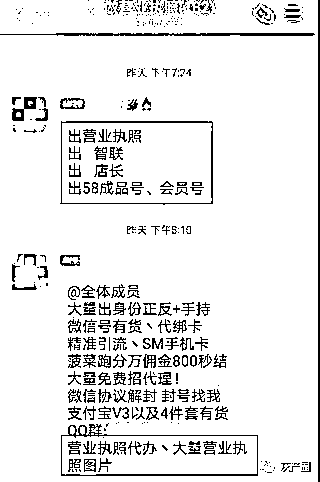 昨天 下午7:24
出营业执照
出 智联
出 店长
出58成品号、会员号
昨天 下午8:19
@全体成员
大量出身份正反+手持
微信号有货、代绑卡
精准引流、SM手机卡
菠菜跑分万佣金800秒结
大量免费招代理!
微信协议解封 封号找我
支付宝V3以及4件套有货
QQ群:
营业执照代办、大量营业执
照图片
灰产圈